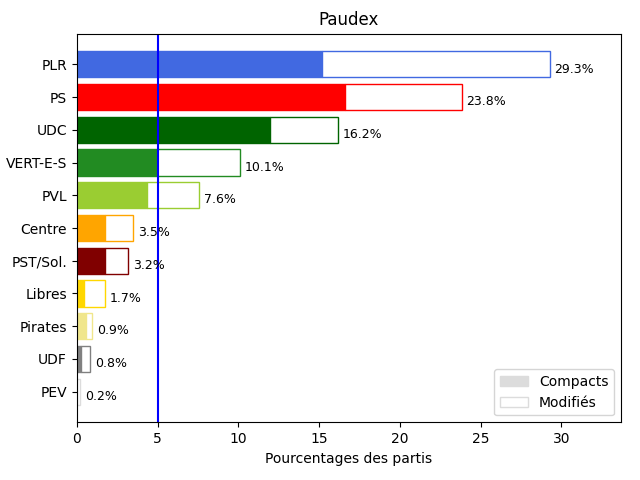 Paudex
PLR 29.3%
PS 23.8%
UDC 16.2%
VERT-E-S 10.1%
PVL 7.6%
Centre 3.5%
PST/Sol. 3.2%
Libres 1.7%
Pirates 0.9%
UDF 0.8%
PEV 0.2%
Compacts
Modifiés
0 5 10 15 20 25 30
Pourcentages des partis